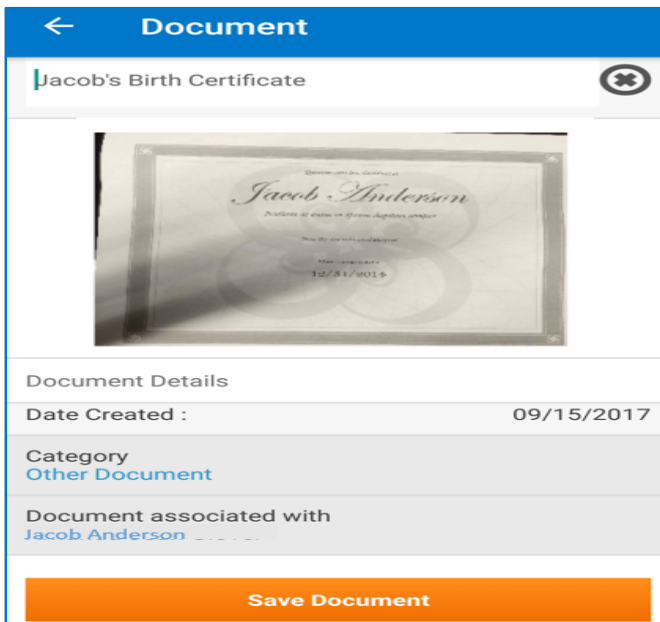 Document
Jacob's Birth Certificate
Jacob Anderson
12/31/2014
Document Details
Date Created : 09/15/2017
Category
Other Document
Document associated with
Jacob Anderson
Save Document